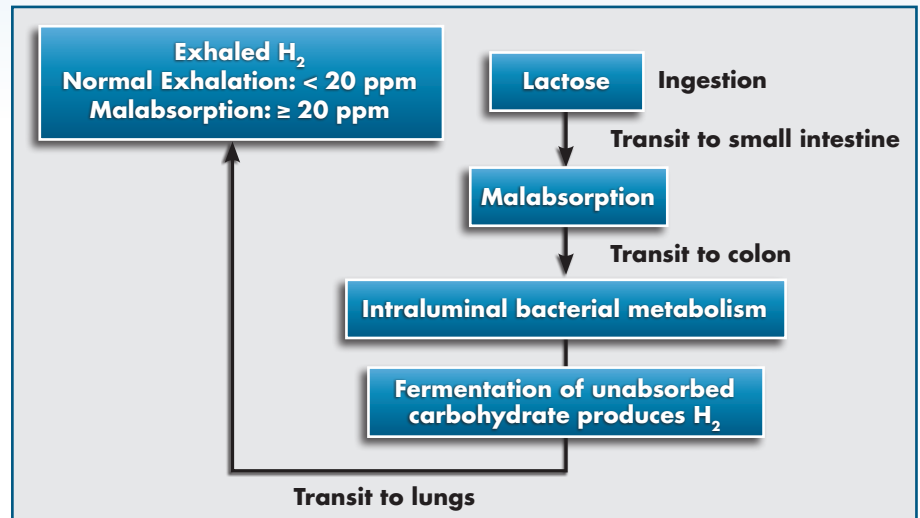 Exhaled H₂
Normal Exhalation: < 20 ppm
Malabsorption: ≥ 20 ppm
Lactose
Ingestion
Transit to small intestine
Malabsorption
Transit to colon
Intraluminal bacterial metabolism
Fermentation of unabsorbed
carbohydrate produces H₂
Transit to lungs